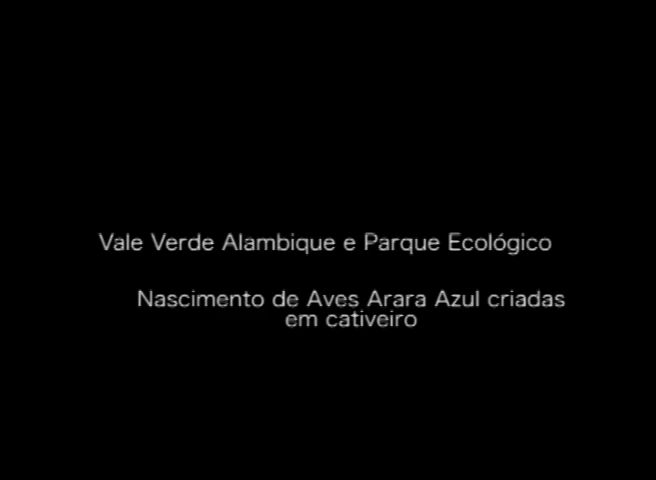 Vale Verde Alambique e Parque Ecológico
Nascimento de Aves Arara Azul criadas
em cativeiro